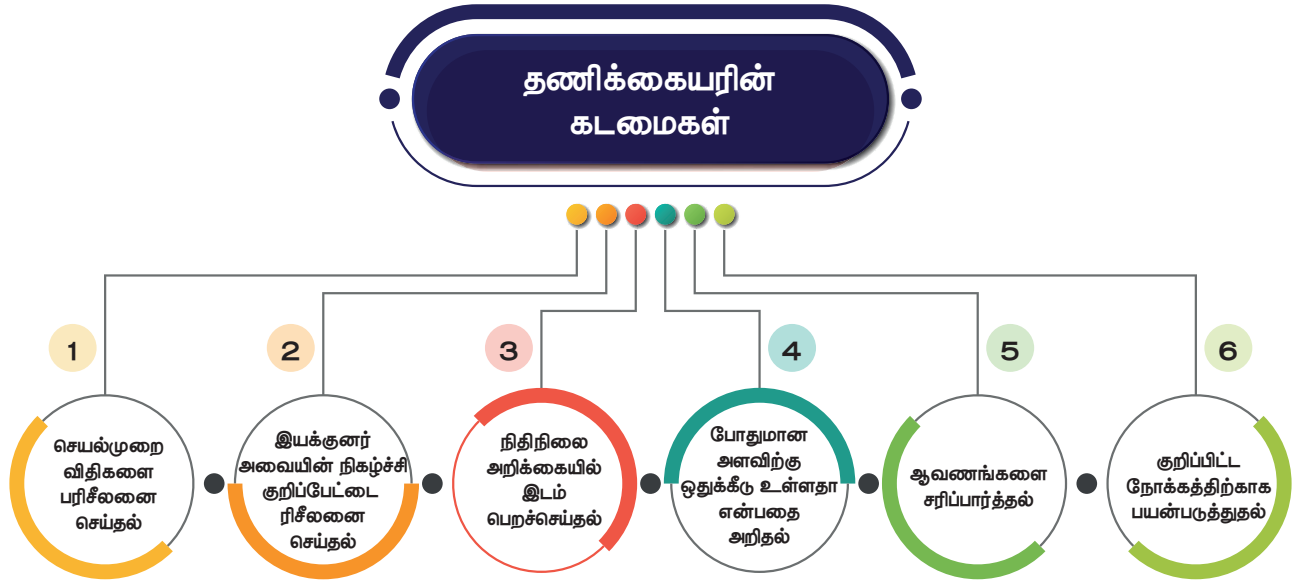 தணிக்கையரின்
கடமைகள்
1
2
3
4
5
6
செயல்முறை
விதிகளை
பரிசீலனை
செய்தல்
இயக்குனர்
அவையின் நிகழ்ச்சி
குறிப்பேட்டை
ரிசீலனை
செய்தல்
நிதிநிலை
அறிக்கையில்
இடம்
பெறச்செய்தல்
போதுமான
அளவிற்கு
ஒதுக்கீடு உள்ளதா
என்பதை
அறிதல்
ஆவணங்களை
சரிப்பார்த்தல்
குறிப்பிட்ட
நோக்கத்திற்காக
பயன்படுத்துதல்